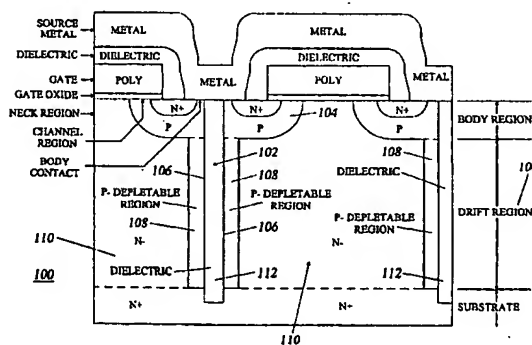 SOURCE
METAL
METAL
METAL
DIELECTRIC
DIELECTRIC
DIELECTRIC
GATE
POLY
METAL
POLY
METAL
GATE OXIDE
NECK REGION
N+
N+
104
N+
BODY REGION
CHANNEL
REGION
P
P
P
BODY
CONTACT
106
102
108
108
DIELECTRIC
P- DEPLETABLE
REGION
108
P- DEPLETABLE
REGION
106
P- DEPLETABLE
REGION
DRIFT REGION
110
N-
N-
100
DIELECTRIC
112
112
N+
N+
SUBSTRATE
110